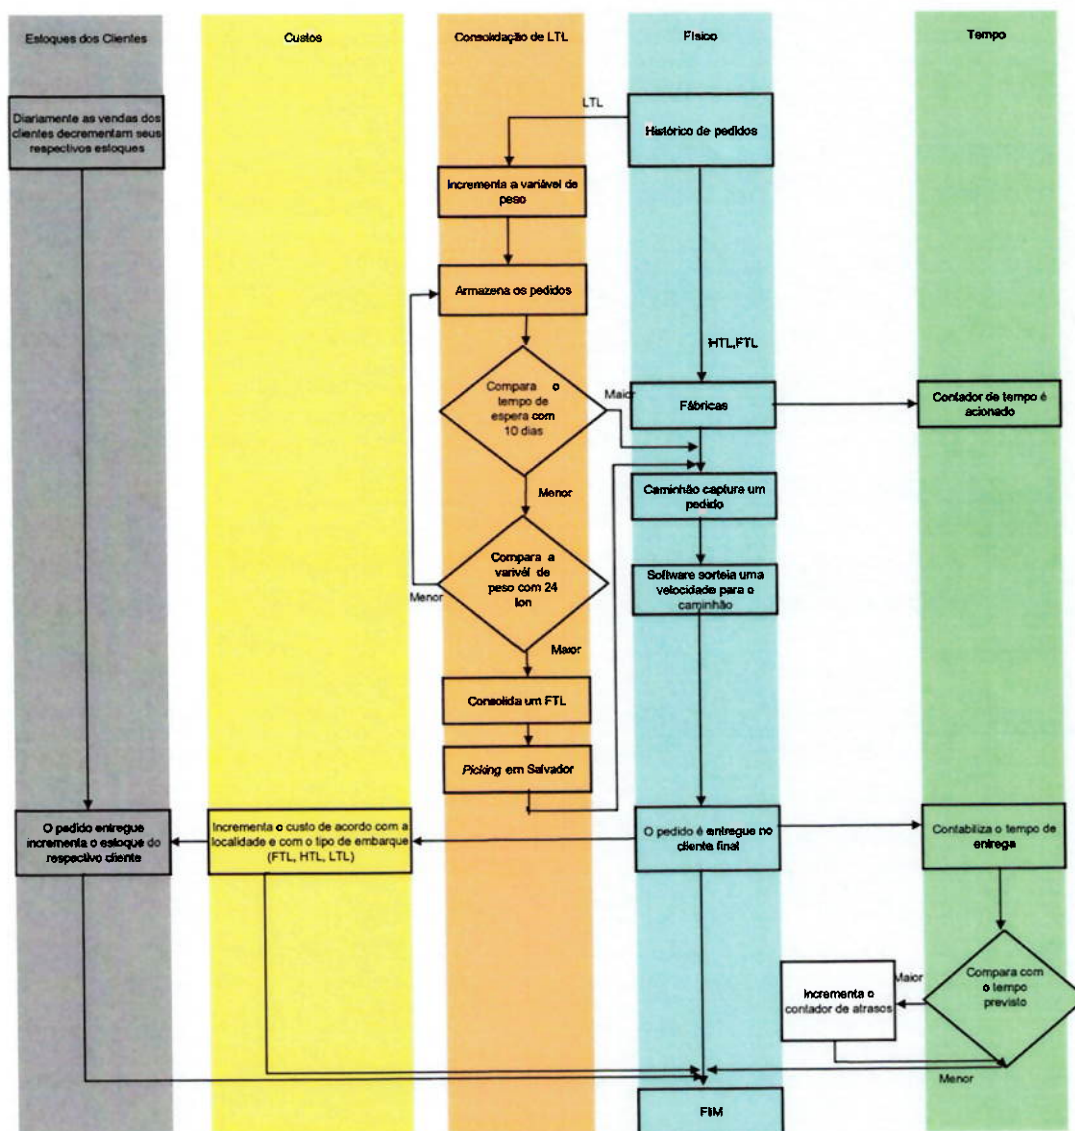 Estoques dos Clientes
Custos
Consolidação de LTL
Físico
Tempo
Diariamente as vendas dos
clientes decrementam seus
respectivos estoques
LTL
Histórico de pedidos
Incrementa a variável de
peso
Armazena os pedidos
HTL,FTL
Compara o
tempo de
espera com
10 dias
Maior
Fábricas
Contador de tempo é
acionado
Menor
Caminhão captura um
pedido
Compara a
varivél de
peso com 24
ton
Menor
Software sorteia uma
velocidade para o
caminhão
Maior
Consolida um FTL
Picking em Salvador
O pedido entregue
incrementa o estoque do
respectivo cliente
Incrementa o custo de acordo com a
localidade e com o tipo de embarque
(FTL, HTL, LTL)
O pedido é entregue no
cliente final
Contabiliza o tempo de
entrega
Compara com
o tempo
previsto
Maior
Incrementa o
contador de atrasos
Menor
FIM